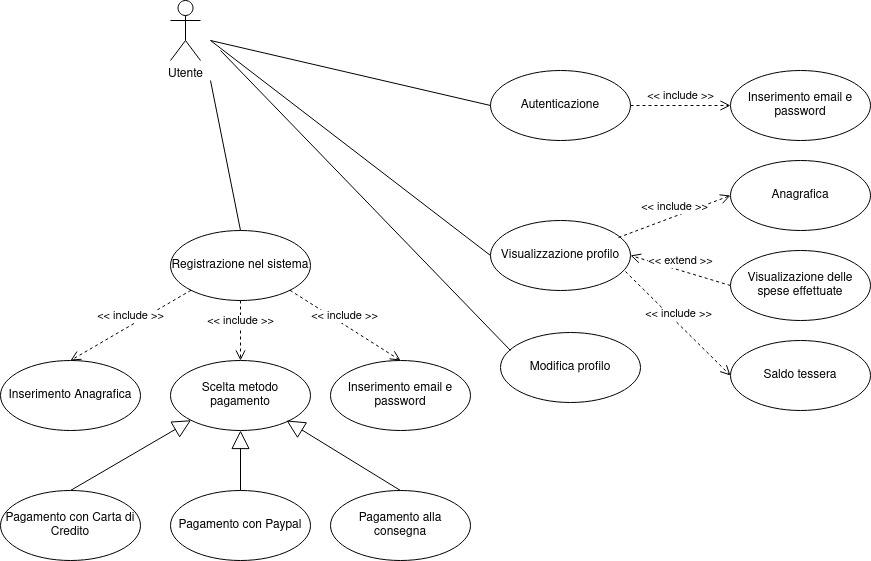 Utente
Autenticazione
<< include >>
Inserimento email e
password
Visualizzazione profilo
<< include >>
Anagrafica
<< extend >>
Visualizzazione delle
spese effettuate
<< include >>
Saldo tessera
Modifica profilo
Registrazione nel sistema
<< include >>
<< include >>
<< include >>
Inserimento Anagrafica
Scelta metodo
pagamento
Inserimento email e
password
Pagamento con Carta di
Credito
Pagamento con Paypal
Pagamento alla
consegna